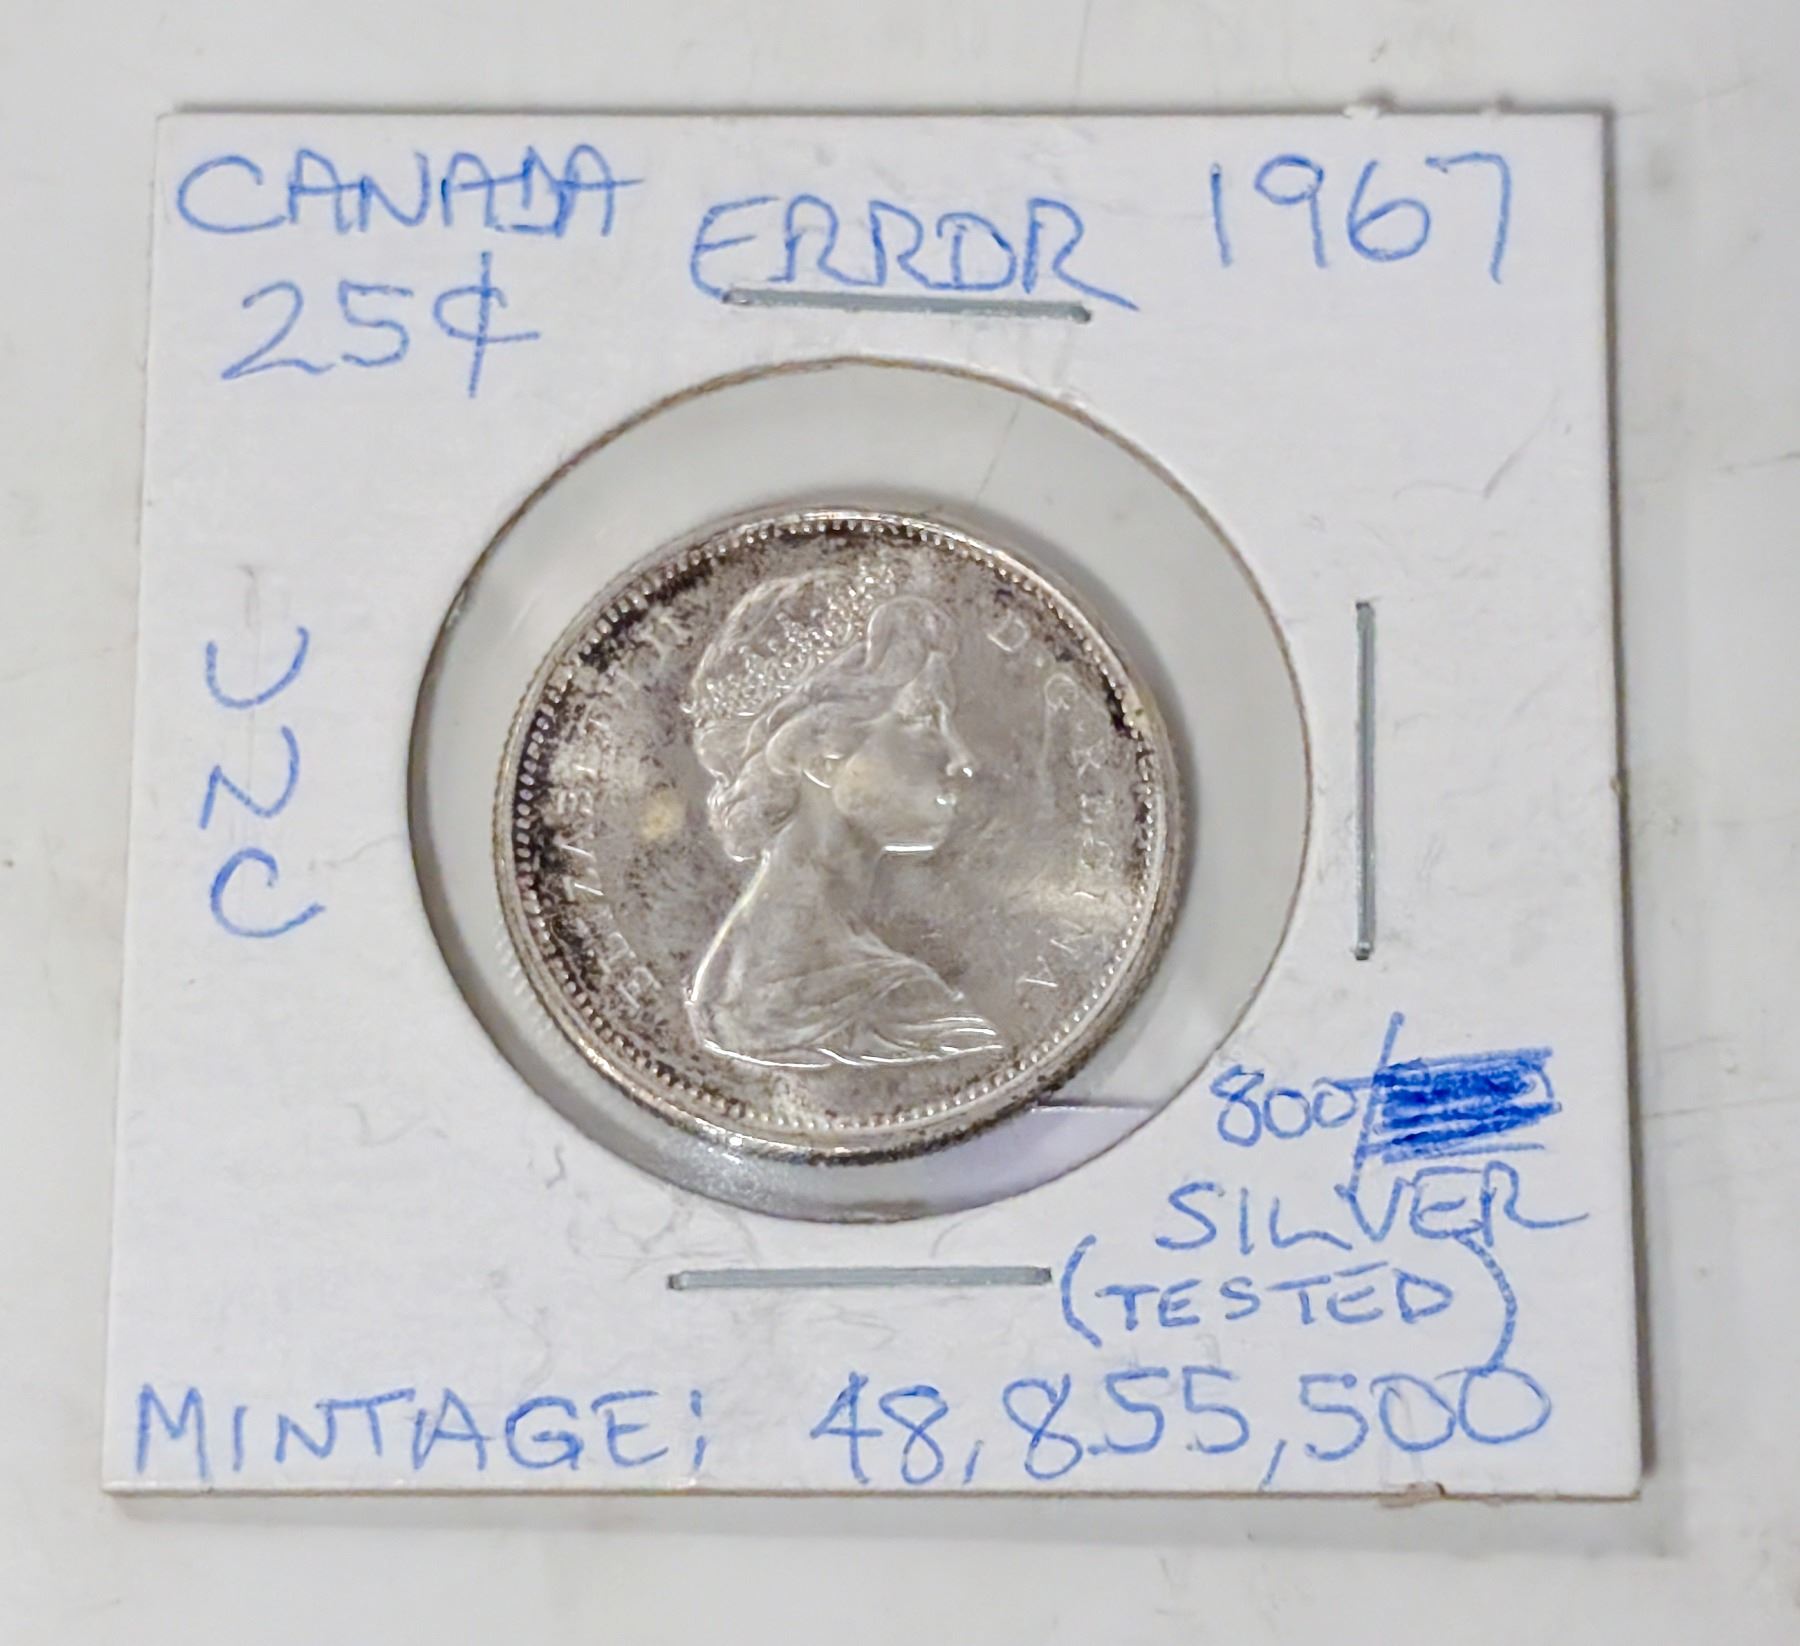 CANADA ERROR 1967
25¢
UNC
ELIZABETH II D·G·REGINA
800
SILVER
(TESTED)
MINTAGE: 48,855,500